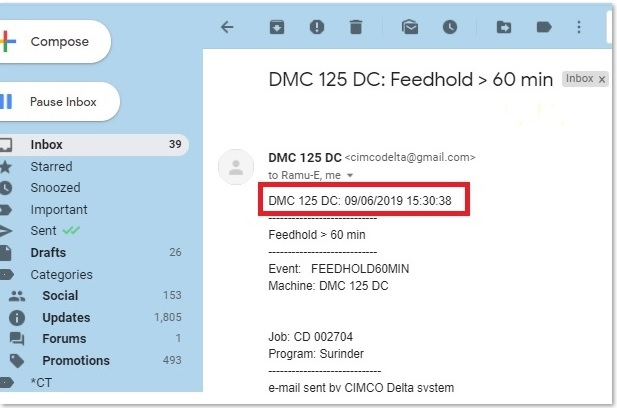 Compose
Pause Inbox
Inbox 39
Starred
Snoozed
Important
Sent
Drafts 26
Categories
Social 153
Updates 1,805
Forums 1
Promotions 493
*CT
DMC 125 DC: Feedhold > 60 min Inbox x
DMC 125 DC <cimcodelta@gmail.com>
to Ramu-E, me
DMC 125 DC: 09/06/2019 15:30:38
----------------------------
Feedhold > 60 min
----------------------------
Event: FEEDHOLD60MIN
Machine: DMC 125 DC
Job: CD 002704
Program: Surinder
-----------------------------
e-mail sent by CIMCO Delta system